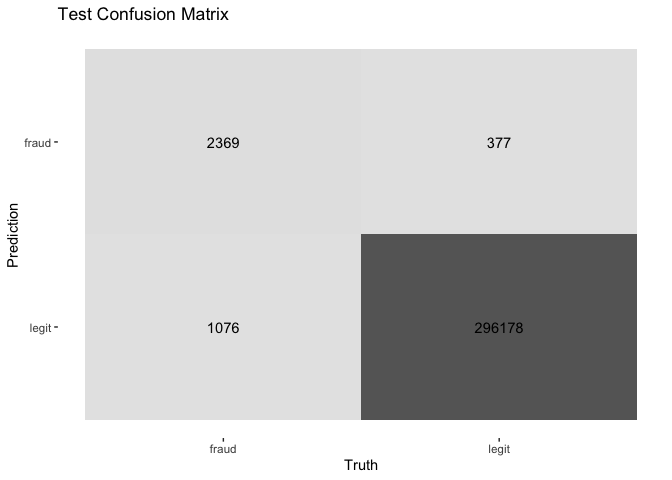 Test Confusion Matrix
fraud
2369
377
Prediction
legit
1076
296178
fraud
legit
Truth